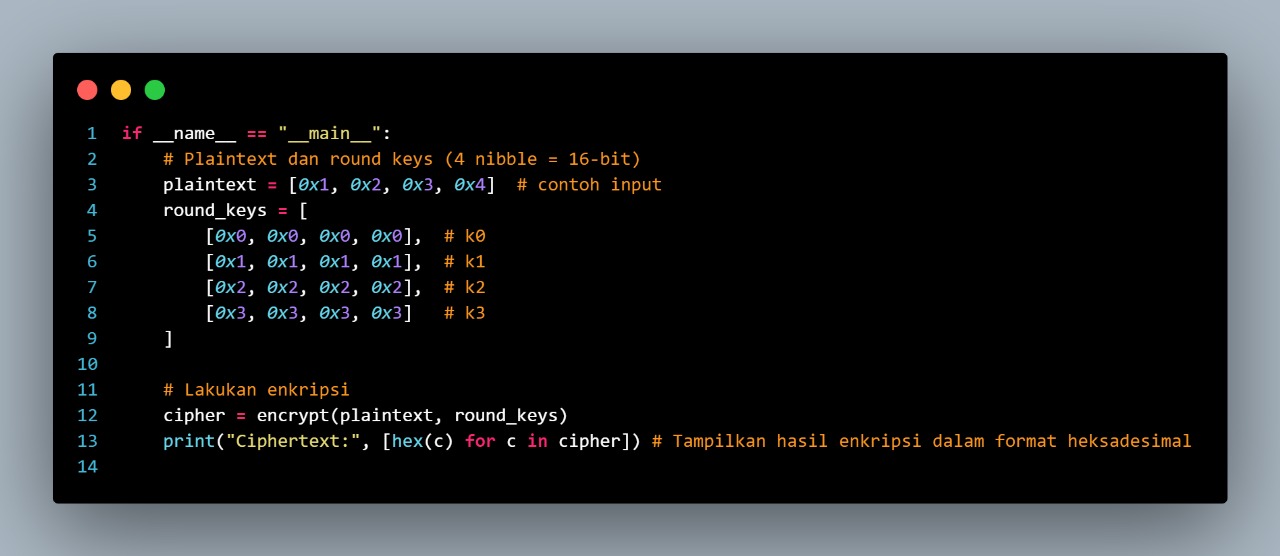 1 if __name__ == "__main__":
2     # Plaintext dan round keys (4 nibble = 16-bit)
3     plaintext = [0x1, 0x2, 0x3, 0x4]  # contoh input
4     round_keys = [
5         [0x0, 0x0, 0x0, 0x0],  # k0
6         [0x1, 0x1, 0x1, 0x1],  # k1
7         [0x2, 0x2, 0x2, 0x2],  # k2
8         [0x3, 0x3, 0x3, 0x3]   # k3
9     ]
10
11     # Lakukan enkripsi
12     cipher = encrypt(plaintext, round_keys)
13     print("Ciphertext:", [hex(c) for c in cipher]) # Tampilkan hasil enkripsi dalam format heksadesimal
14